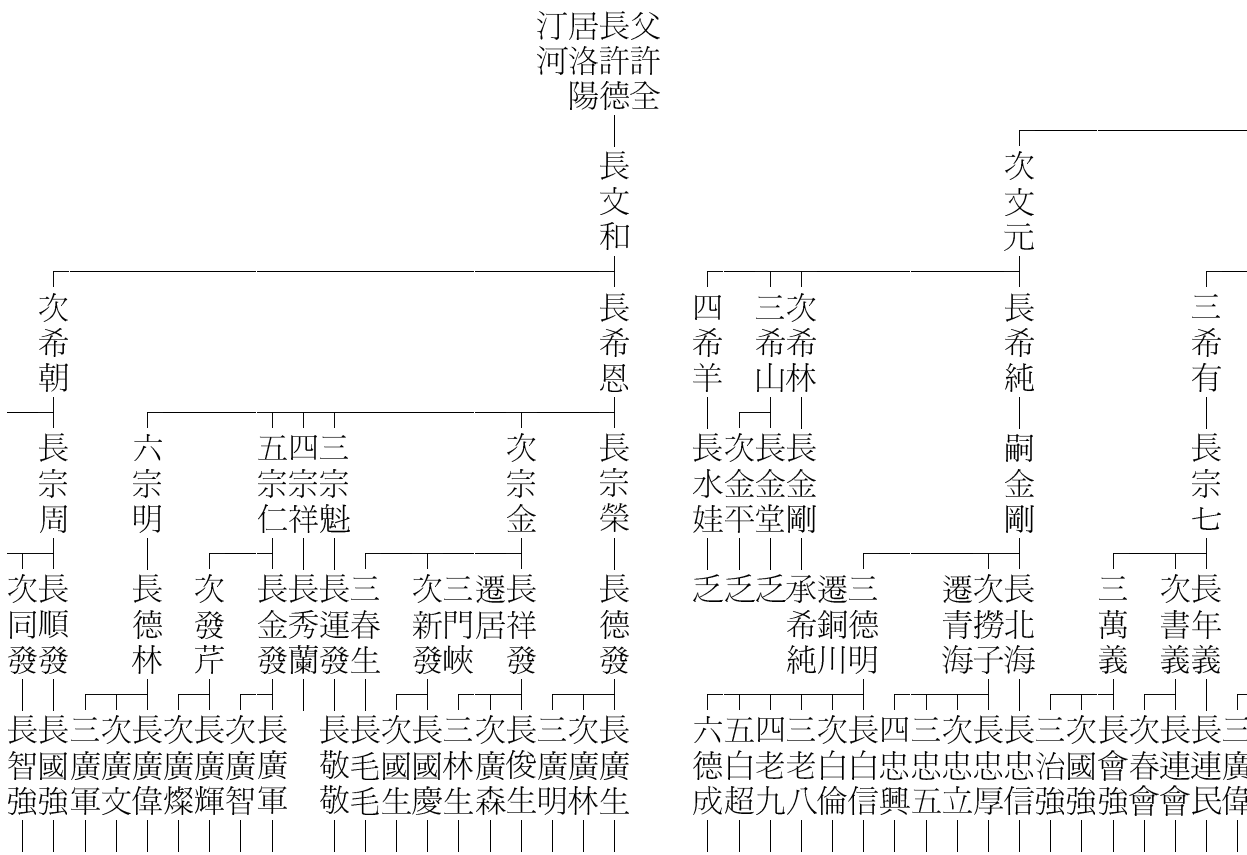 父許全
長許德
居洛陽
汀河
長文和
次文元
三希有
長希純
次希林
三希山
四希羊
長希恩
次希朝
長宗七
嗣金剛
長金剛
長金堂
次金平
長水娃
長宗榮
次宗金
三宗魁
四宗祥
五宗仁
六宗明
長宗周
長年義
次書義
三萬義
長北海
次撈子
遷青海
三德明
遷銅川
承希純
乏
乏
乏
長德發
長祥發
遷居
三門峽
次新發
三春生
長運發
長秀蘭
長金發
次發芹
長德林
長順發
次同發
三廣偉
長連民
長連會
次春會
長會強
次國強
三治強
長忠信
長忠厚
次忠立
三忠五
四忠興
長白信
次白倫
三老八
四老九
五白超
六德成
長廣生
次廣林
三廣明
長俊生
次廣森
三林生
長國慶
次國生
長毛毛
長敬敬
長廣軍
次廣智
長廣輝
次廣燦
長廣偉
次廣文
三廣軍
長國強
長智強